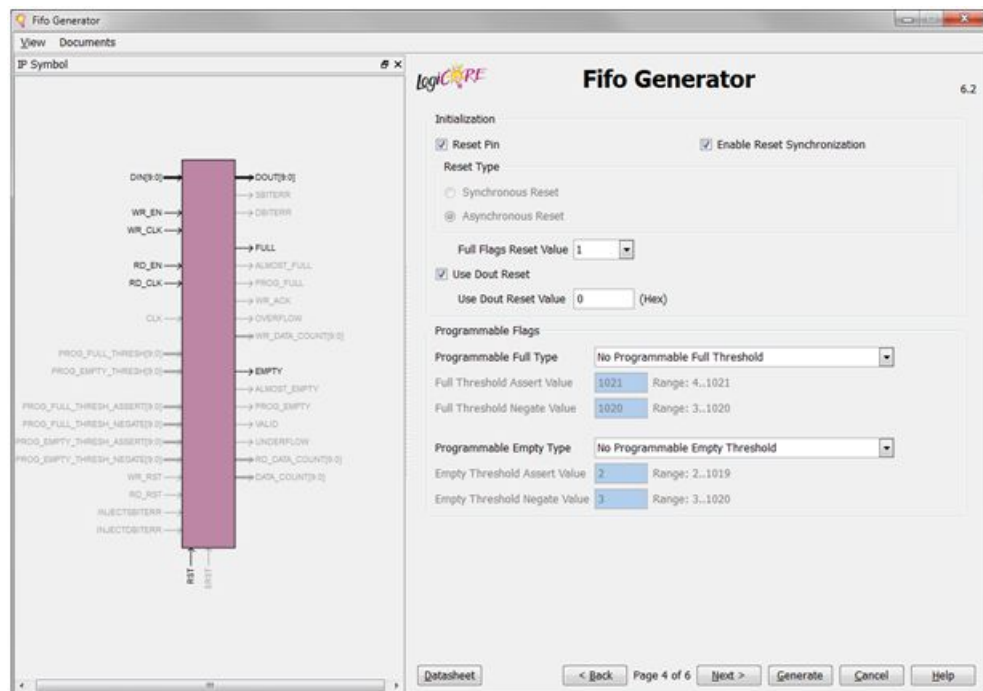 Fifo Generator
View Documents
IP Symbol
DIN[9:0]
WR_EN
WR_CLK
RD_EN
RD_CLK
CLK
PROG_FULL_THRESH[9:0]
PROG_EMPTY_THRESH[9:0]
PROG_FULL_THRESH_ASSERT[9:0]
PROG_FULL_THRESH_NEGATE[9:0]
PROG_EMPTY_THRESH_ASSERT[9:0]
PROG_EMPTY_THRESH_NEGATE[9:0]
WR_RST
RD_RST
INJECTSBITERR
INJECTDBITERR
DOUT[9:0]
SBITERR
DBITERR
FULL
ALMOST_FULL
PROG_FULL
WR_ACK
OVERFLOW
WR_DATA_COUNT[9:0]
EMPTY
ALMOST_EMPTY
PROG_EMPTY
VALID
UNDERFLOW
RD_DATA_COUNT[9:0]
DATA_COUNT[9:0]
RST
SRST
LogiCORE
Fifo Generator
6.2
Initialization
Reset Pin
Enable Reset Synchronization
Reset Type
Synchronous Reset
Asynchronous Reset
Full Flags Reset Value 1
Use Dout Reset
Use Dout Reset Value 0 (Hex)
Programmable Flags
Programmable Full Type No Programmable Full Threshold
Full Threshold Assert Value 1021 Range: 4..1021
Full Threshold Negate Value 1020 Range: 3..1020
Programmable Empty Type No Programmable Empty Threshold
Empty Threshold Assert Value 2 Range: 2..1019
Empty Threshold Negate Value 3 Range: 3..1020
Datasheet < Back Page 4 of 6 Next > Generate Cancel Help